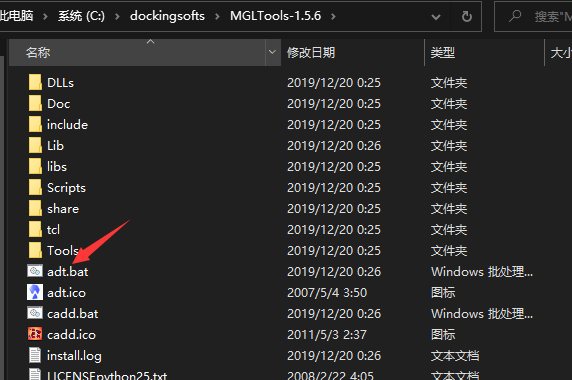 此电脑 › 系统 (C:) › dockingsofts › MGLTools-1.5.6 ›
搜索"M
名称 修改日期 类型 大小
DLLs 2019/12/20 0:25 文件夹
Doc 2019/12/20 0:25 文件夹
include 2019/12/20 0:25 文件夹
Lib 2019/12/20 0:26 文件夹
libs 2019/12/20 0:25 文件夹
Scripts 2019/12/20 0:25 文件夹
share 2019/12/20 0:25 文件夹
tcl 2019/12/20 0:25 文件夹
Tools 2019/12/20 0:25 文件夹
adt.bat 2019/12/20 0:26 Windows 批处理...
adt.ico 2007/5/4 3:50 图标
cadd.bat 2019/12/20 0:26 Windows 批处理...
cadd.ico 2011/5/3 2:37 图标
install.log 2019/12/20 0:26 文本文档
LICENSEpython25.txt 2008/2/22 4:05 文本文档